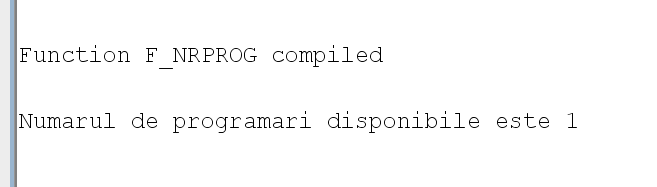 Function F_NRPROG compiled
Numarul de programari disponibile este 1